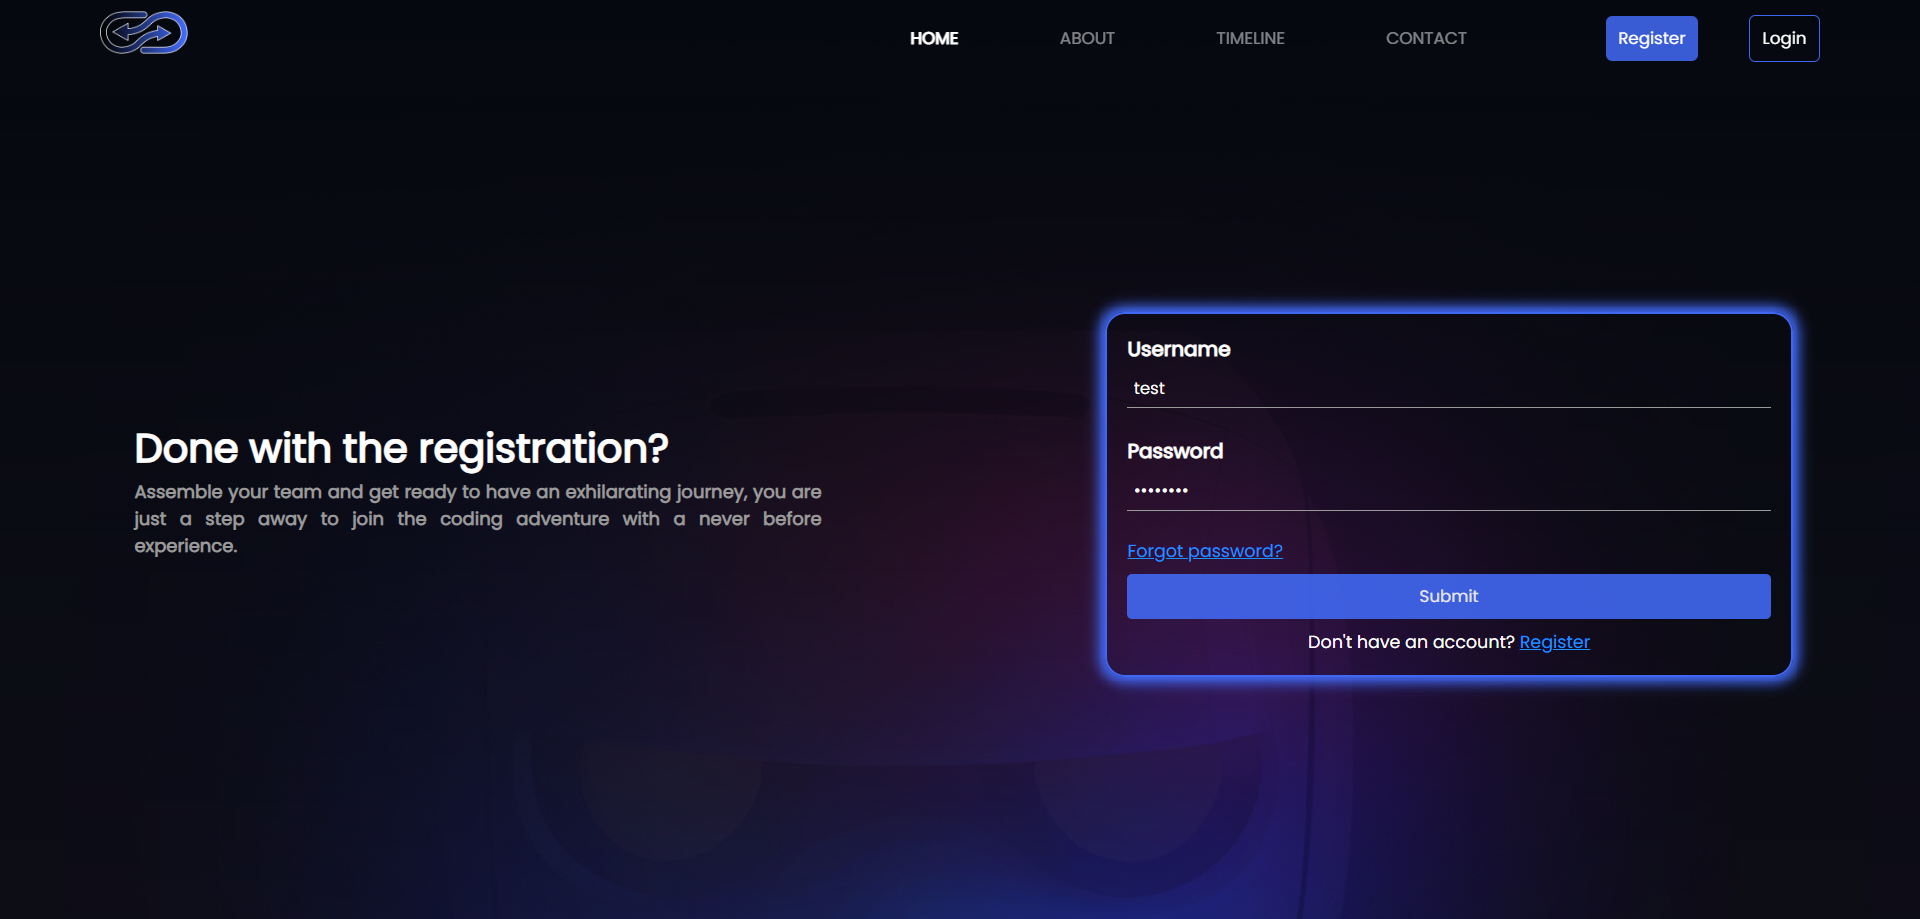 HOME
ABOUT
TIMELINE
CONTACT
Register
Login
Done with the registration?
Assemble your team and get ready to have an exhilarating journey, you are
just a step away to join the coding adventure with a never before
experience.
Username
test
Password
••••••••
Forgot password?
Submit
Don't have an account? Register